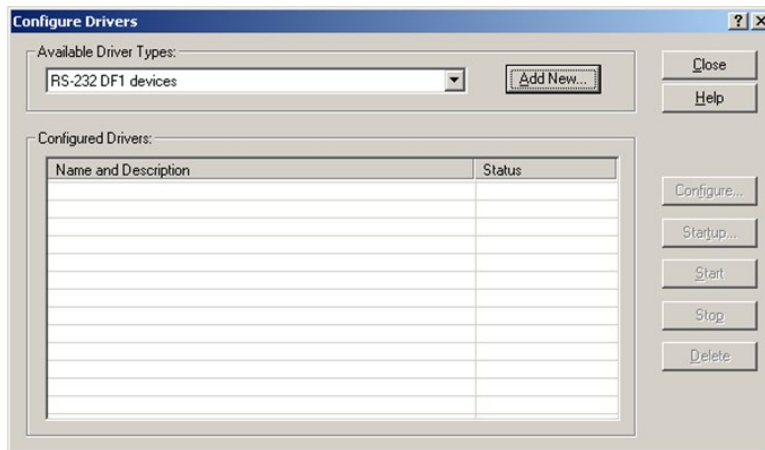 Configure Drivers
Available Driver Types:
RS-232 DF1 devices
Add New...
Close
Help
Configured Drivers:
Name and Description
Status
Configure...
Startup...
Start
Stop
Delete